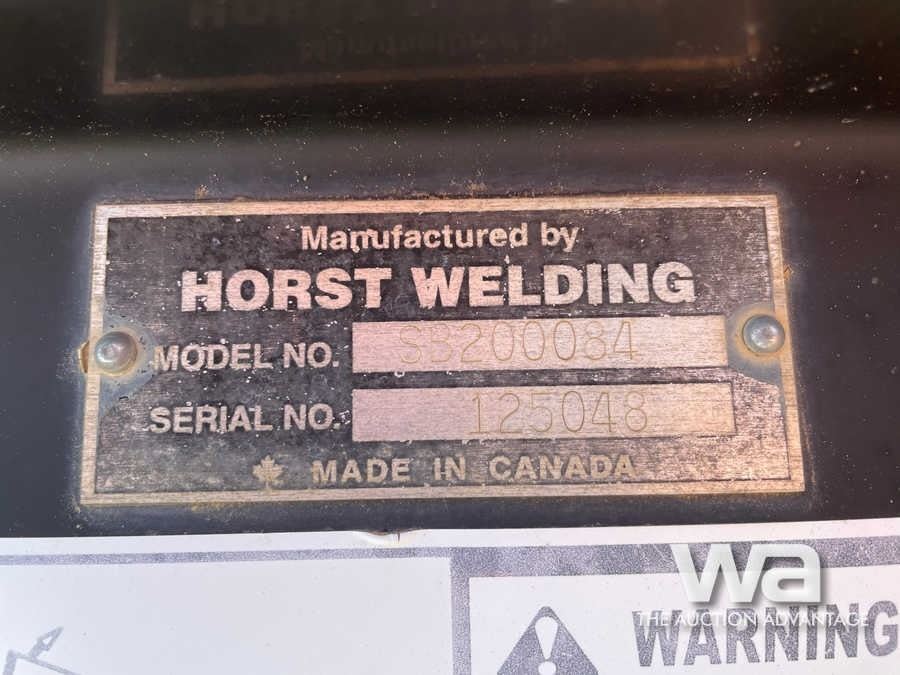 Manufactured by
HORST WELDING
MODEL NO. SB200084
SERIAL NO. 125048
MADE IN CANADA
wa
THE AUCTION ADVANTAGE
WARNING